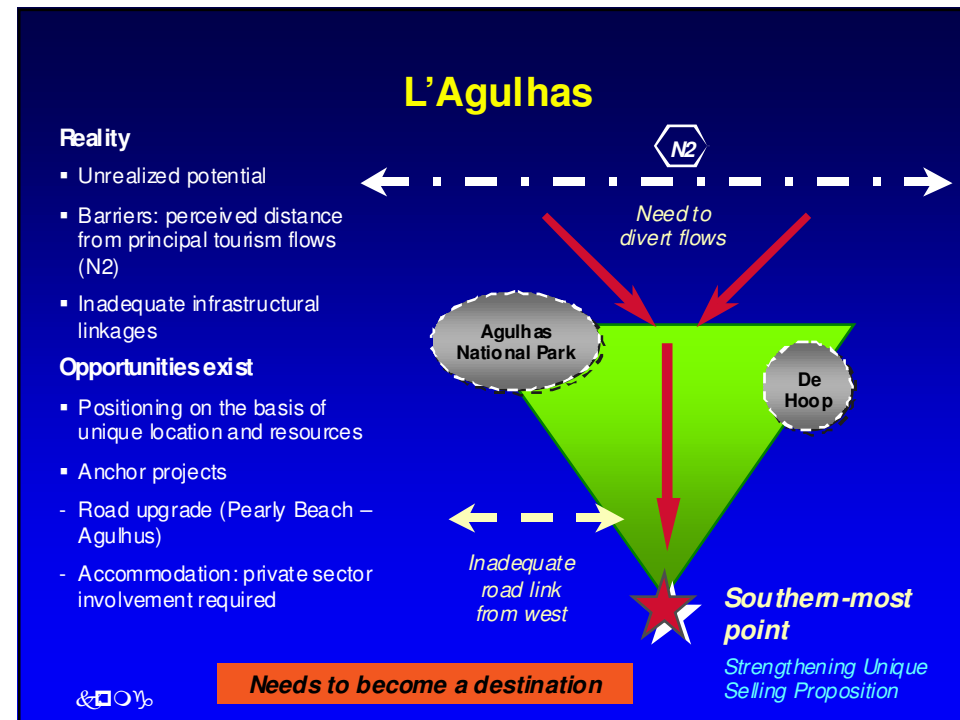 L'Agulhas
Reality
▪ Unrealized potential
▪ Barriers: perceived distance
from principal tourism flows
(N2)
▪ Inadequate infrastructural
linkages
Opportunities exist
▪ Positioning on the basis of
unique location and resources
▪ Anchor projects
- Road upgrade (Pearly Beach –
Agulhus)
- Accommodation: private sector
involvement required
N2
Need to
divert flows
Agulhas
National Park
De
Hoop
Inadequate
road link
from west
Southern-most
point
Strengthening Unique
Selling Proposition
Needs to become a destination